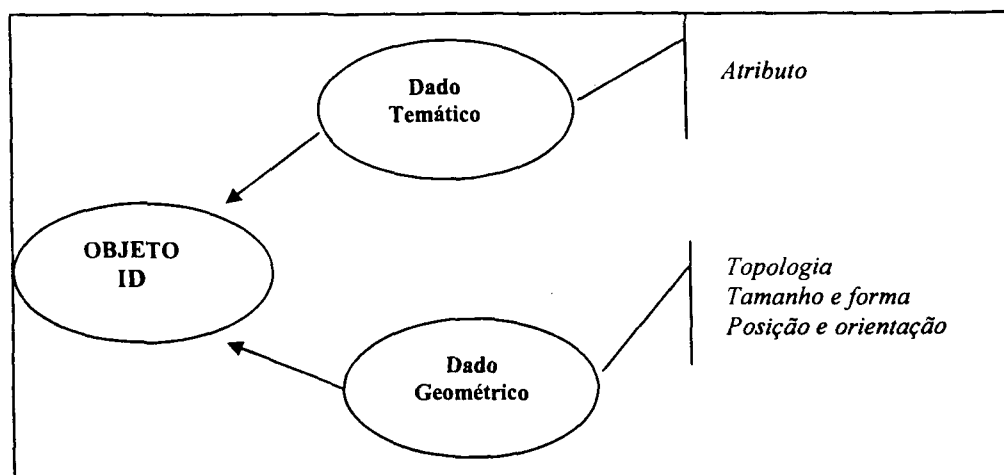 Dado
Temático
Atributo
OBJETO
ID
Topologia
Tamanho e forma
Posição e orientação
Dado
Geométrico